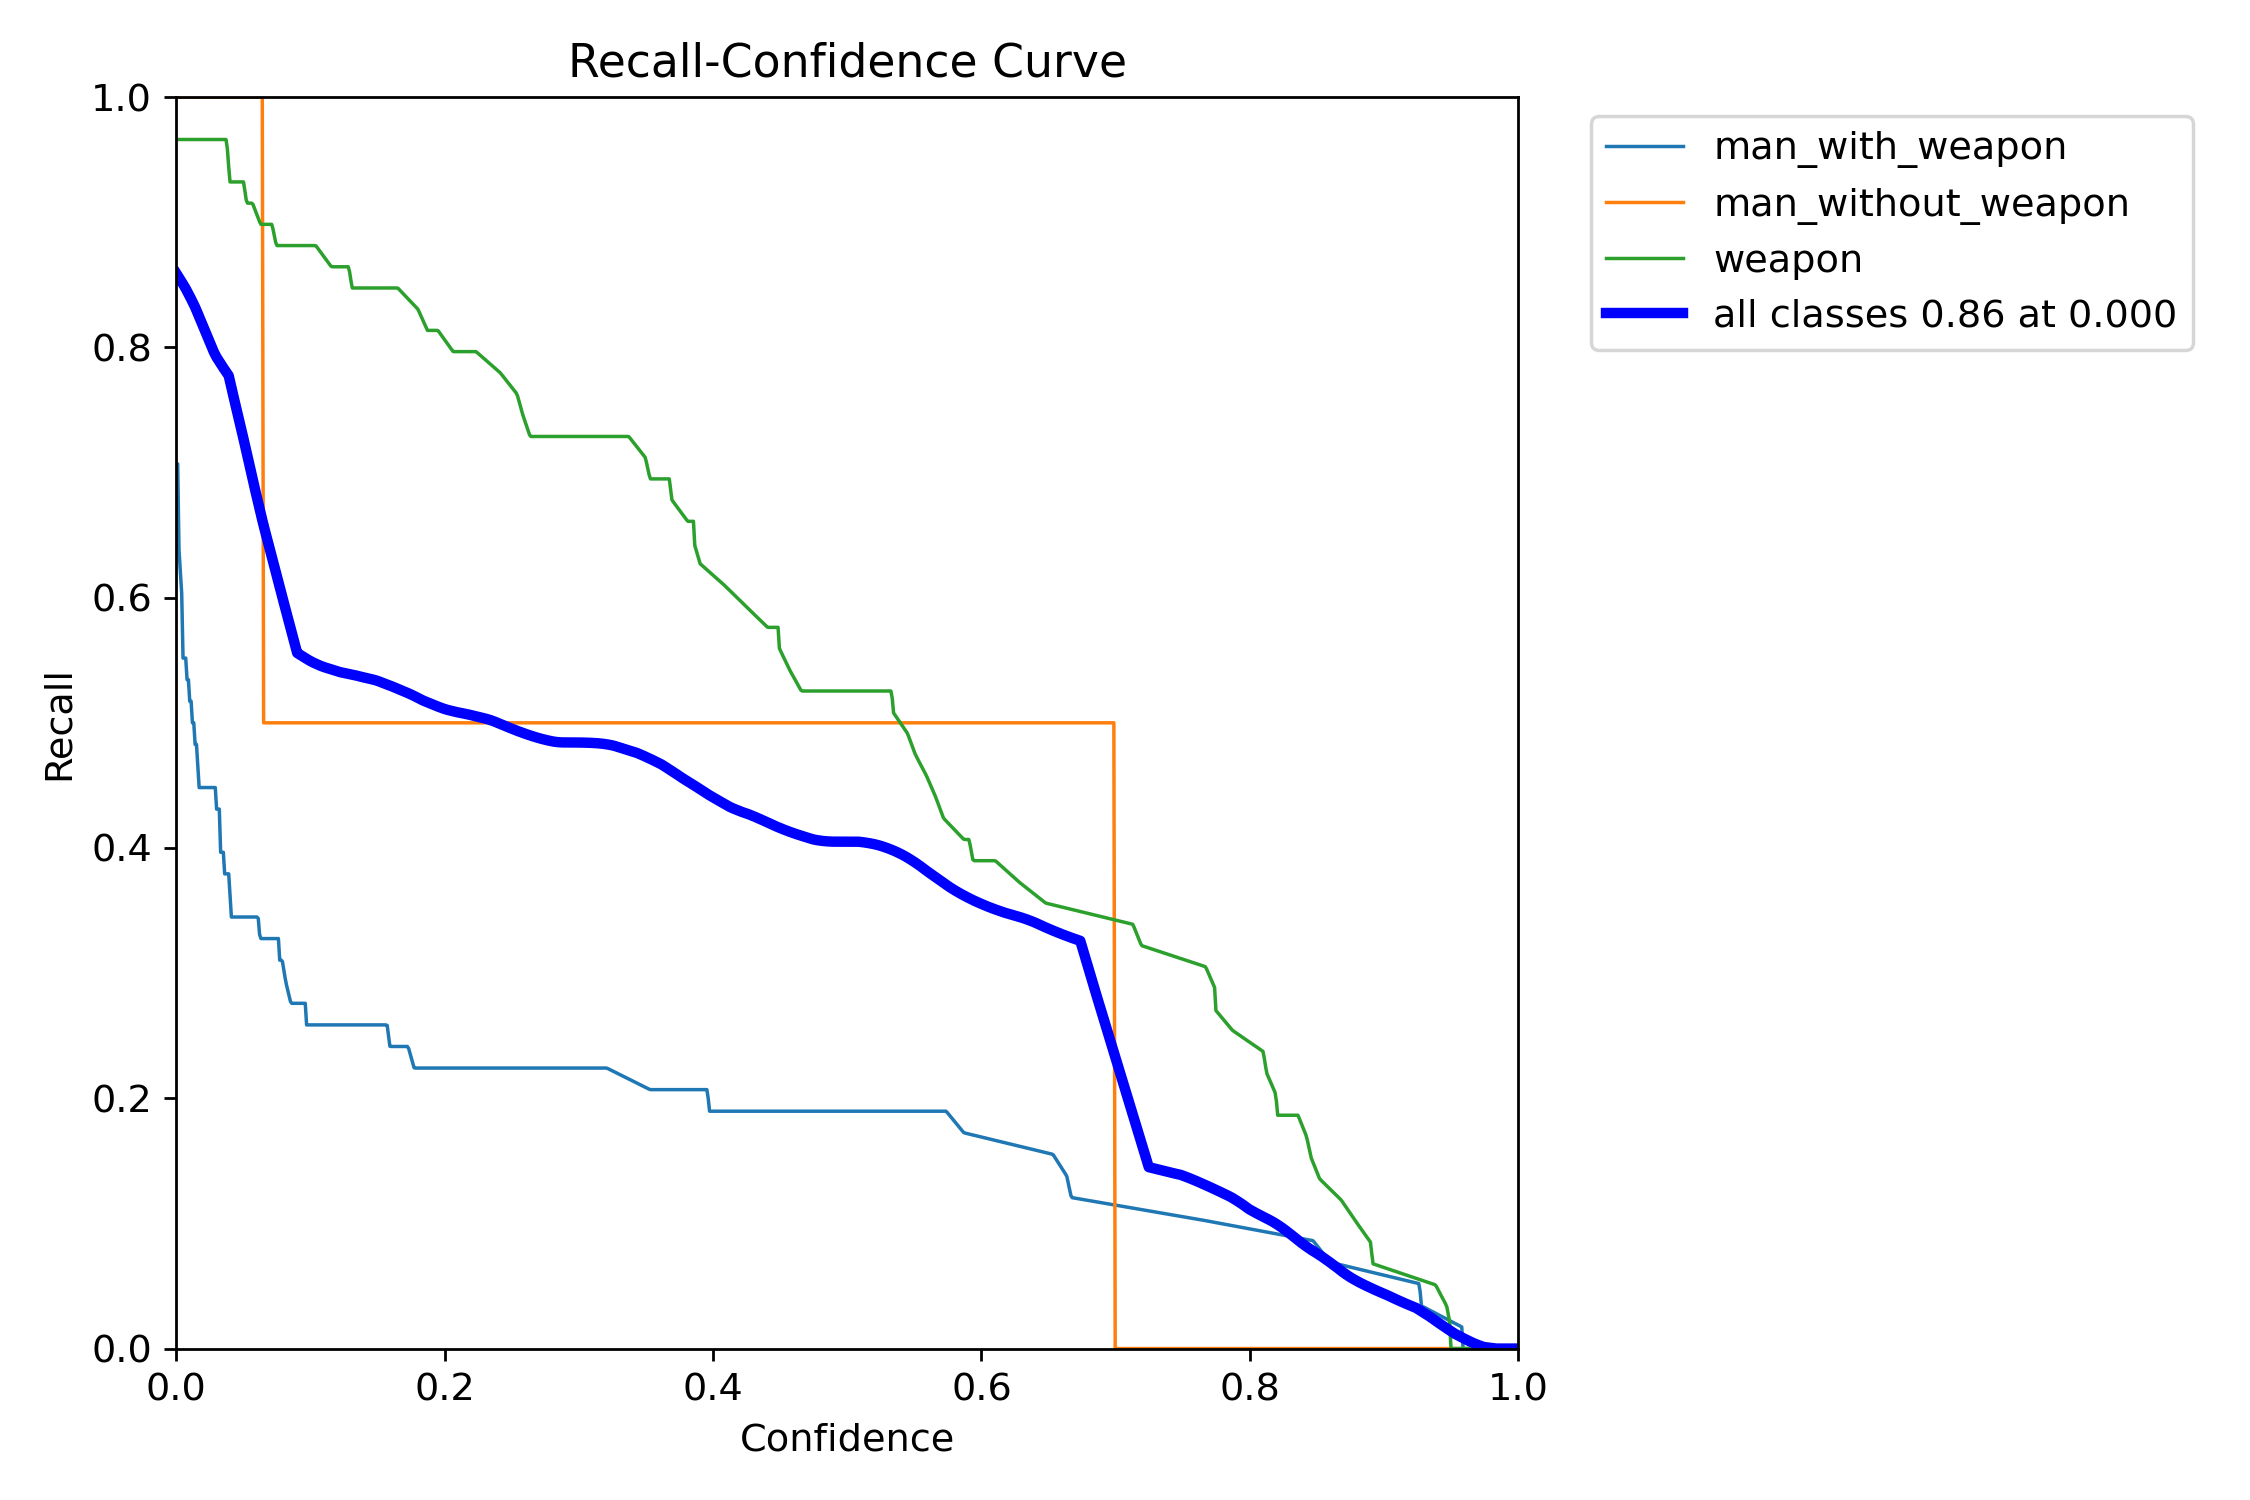 Recall-Confidence Curve
1.0
0.8
0.6
0.4
0.2
0.0
Recall
0.0 0.2 0.4 0.6 0.8 1.0
Confidence
man_with_weapon
man_without_weapon
weapon
all classes 0.86 at 0.000